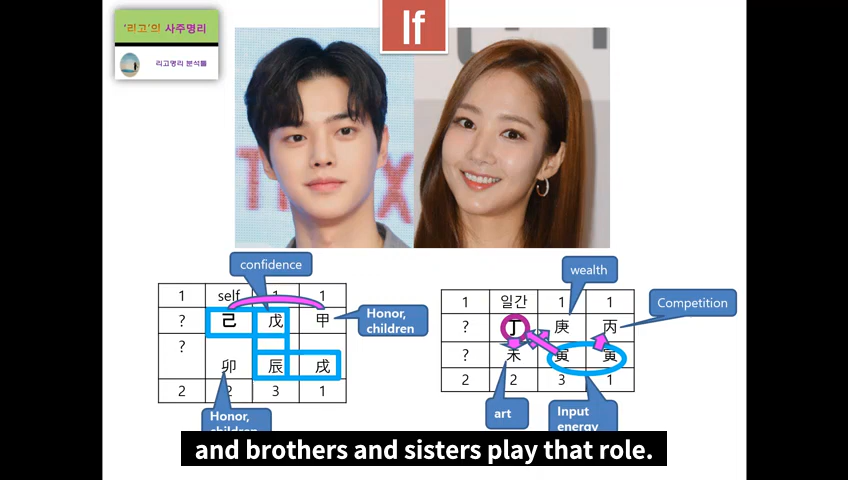 If
'리고'의 사주명리
리고명리 분석틀
confidence
1 self 1 1
? 己 戊 甲
Honor,
children
?
卯 辰 戌
2 2 3 1
Honor,
children
wealth
Competition
1 일간 1 1
? 丁 庚 丙
? 未 寅 寅
2 2 3 1
art
Input
energy
and brothers and sisters play that role.